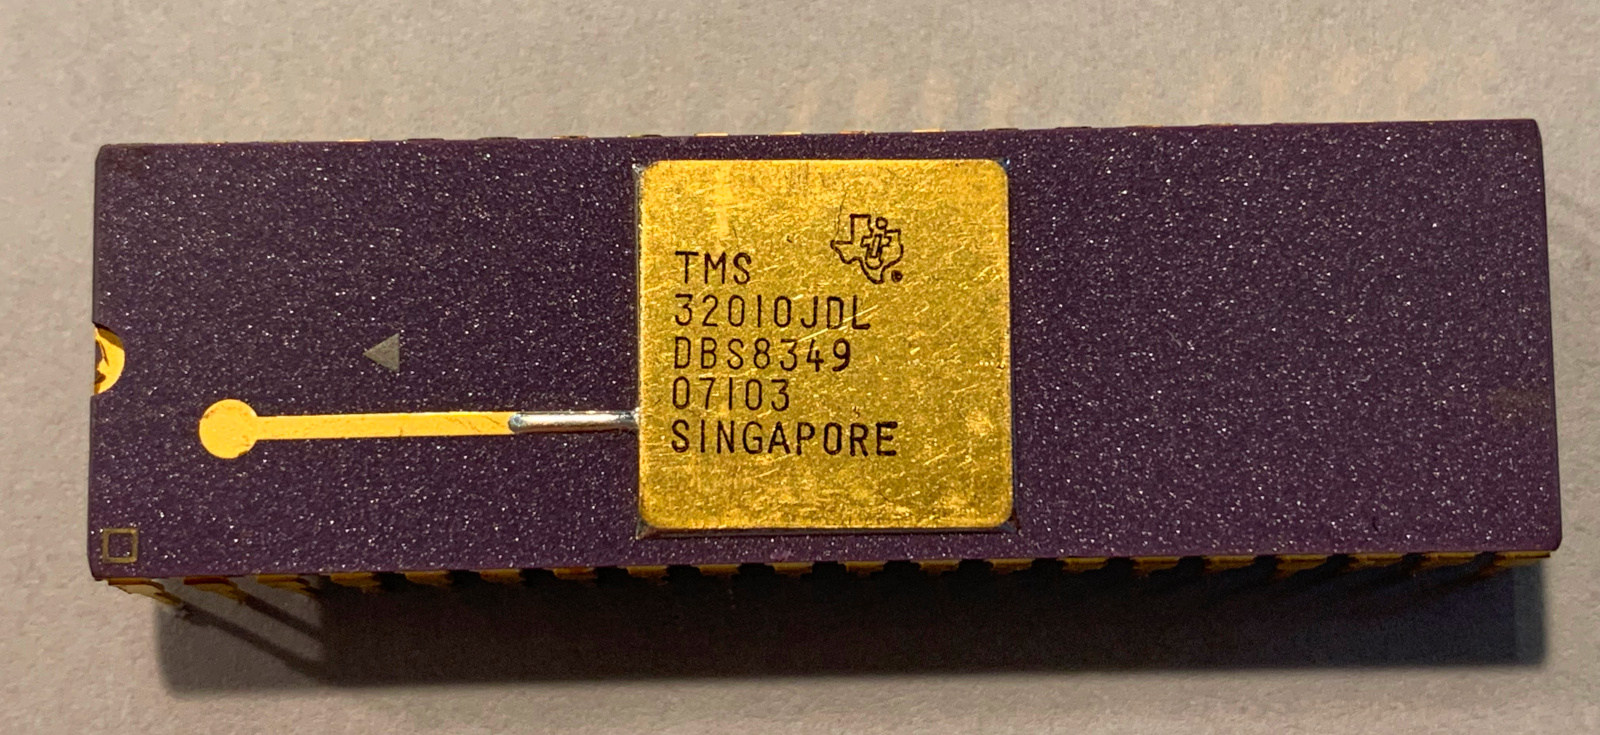 TMS
32010JDL
DBS8349
07103
SINGAPORE